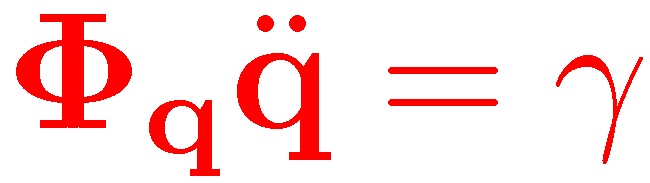 𝚽_𝐪 𝐪̈ = γ